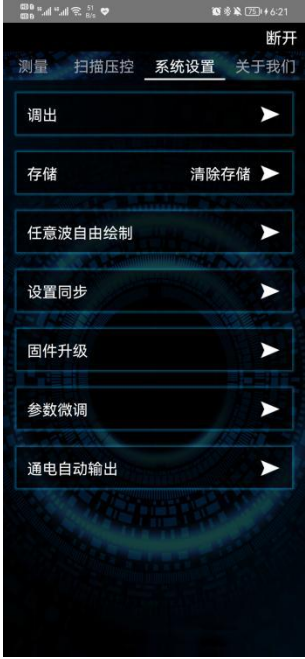 51 B/s 75 6:21
断开
测量 扫描压控 系统设置 关于我们
调出
存储 清除存储
任意波自由绘制
设置同步
固件升级
参数微调
通电自动输出